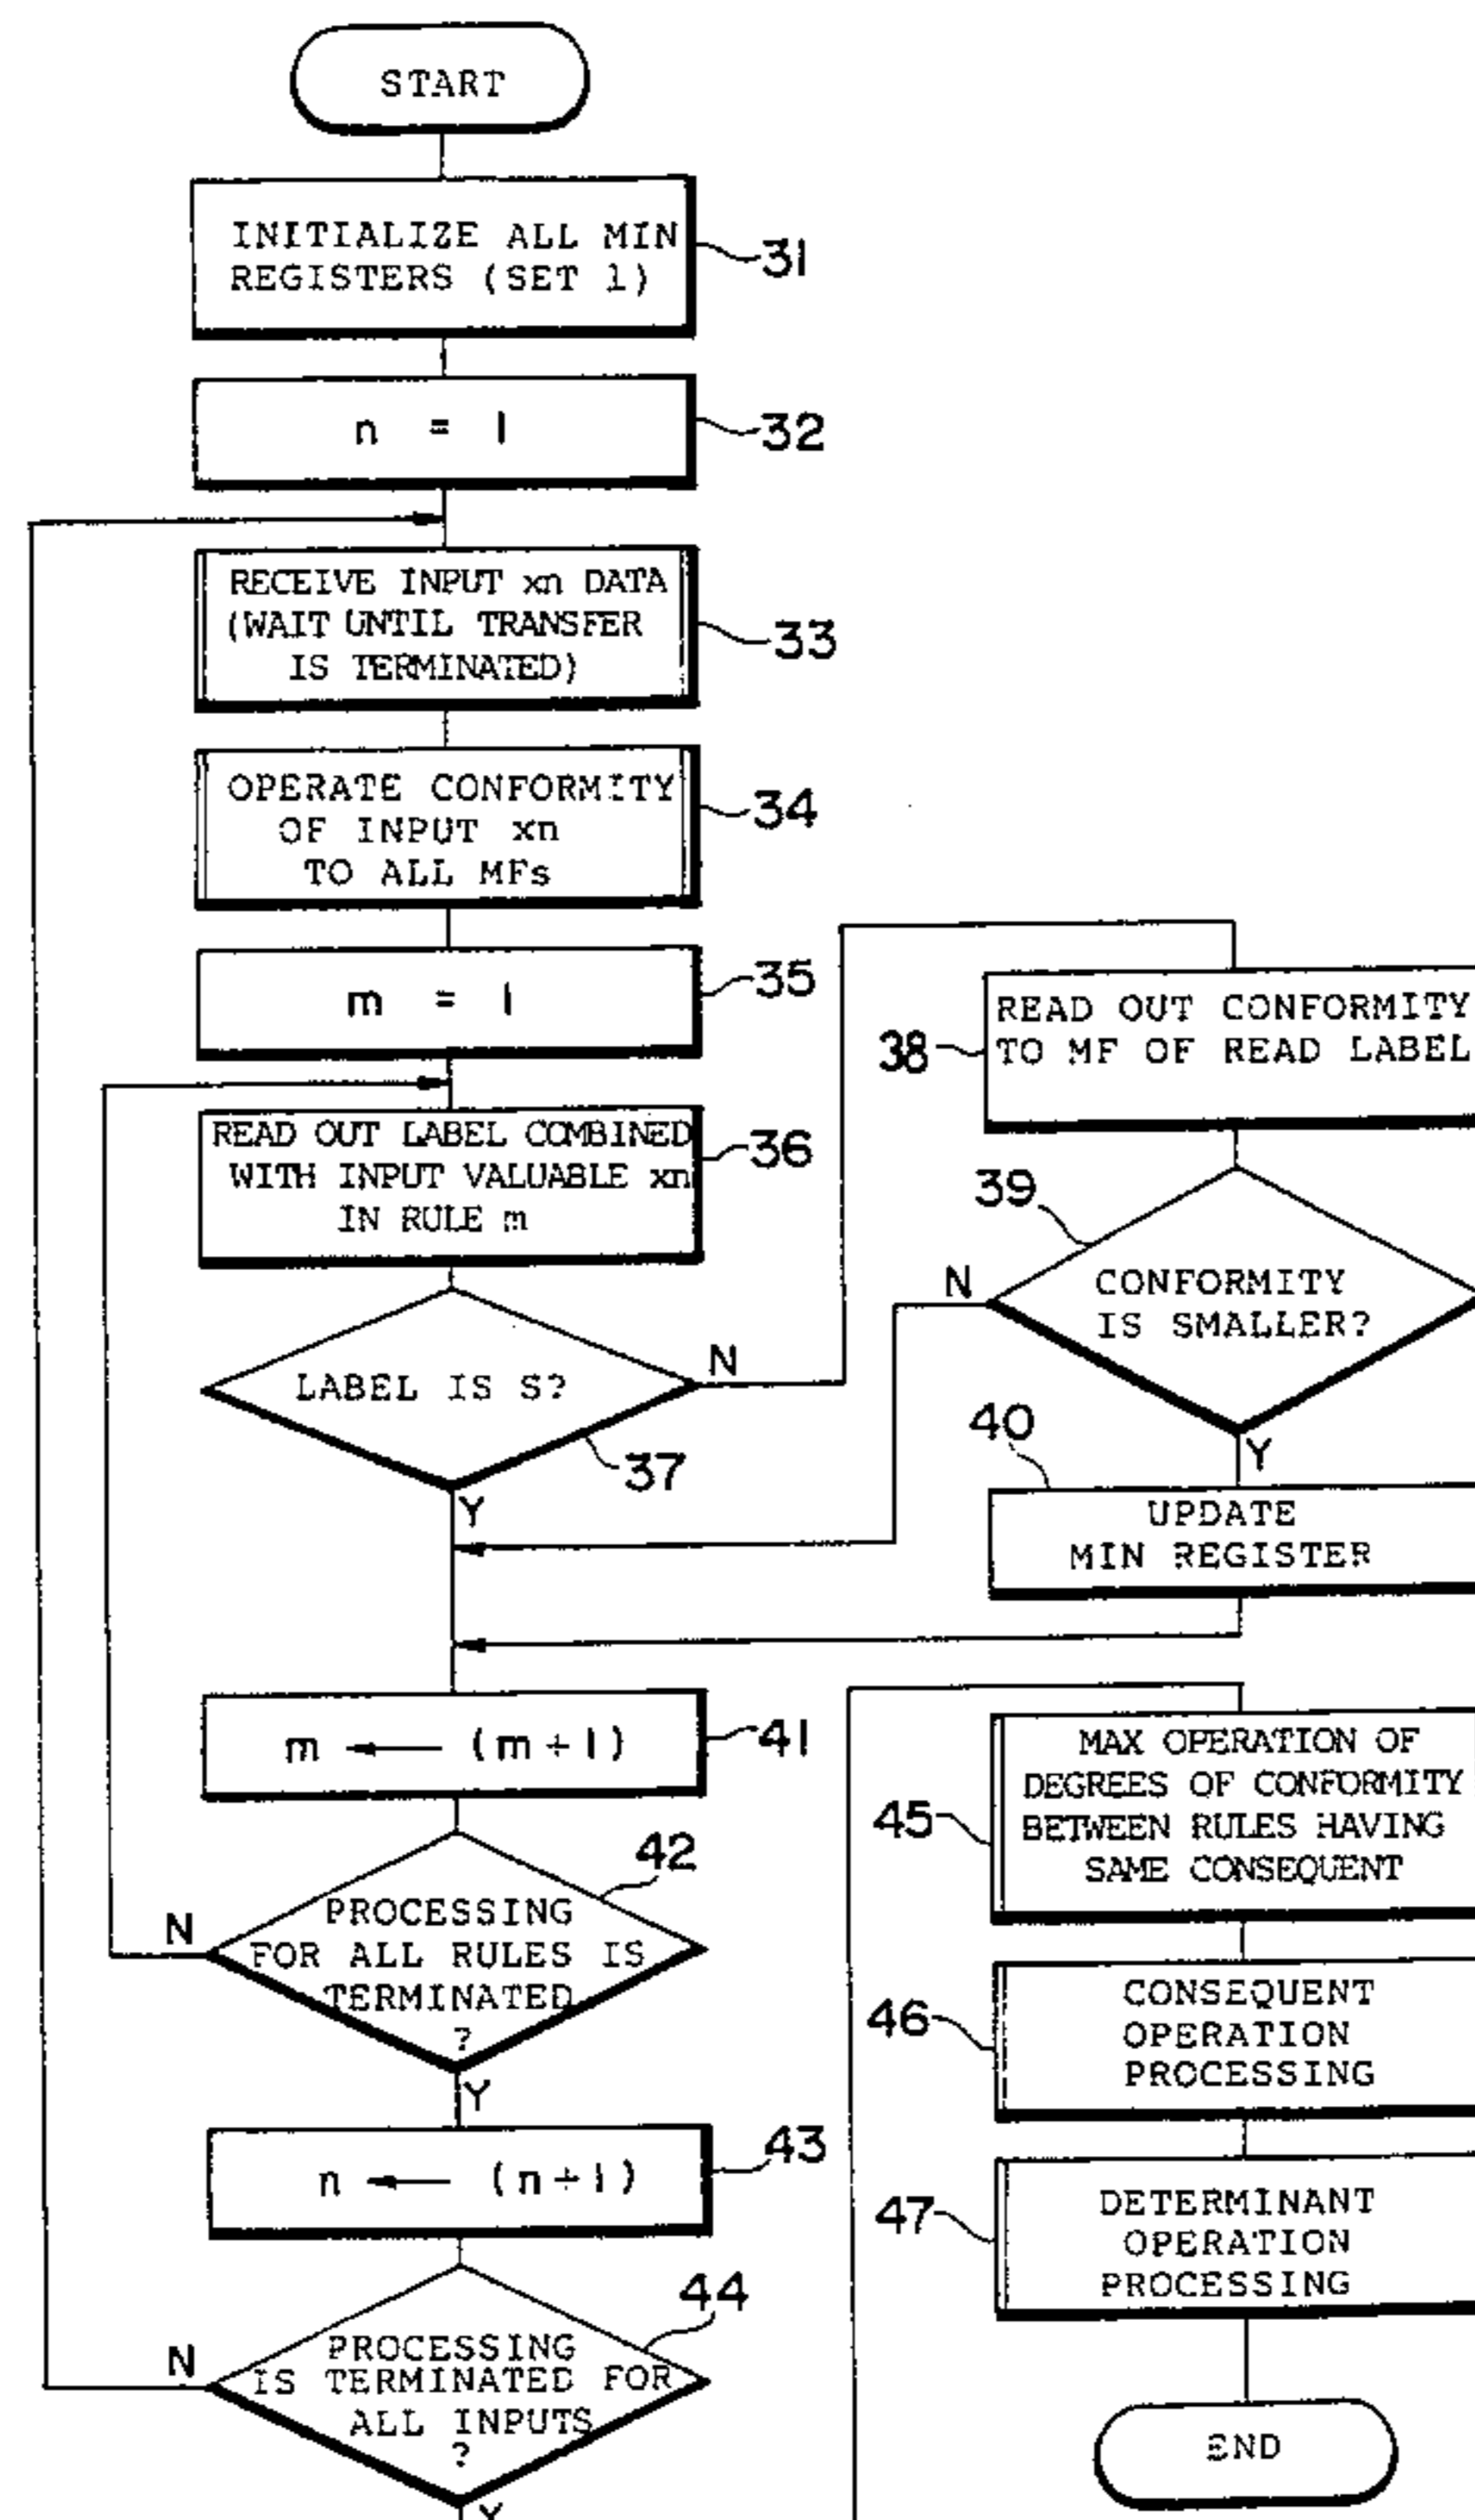 START
INITIALIZE ALL MIN
REGISTERS (SET 1)
31
n = 1
32
RECEIVE INPUT xn DATA
(WAIT UNTIL TRANSFER
IS TERMINATED)
33
OPERATE CONFORMITY
OF INPUT xn
TO ALL MFs
34
m = 1
35
READ OUT LABEL COMBINED
WITH INPUT VALUABLE xn
IN RULE m
36
LABEL IS S?
N
37
Y
38
READ OUT CONFORMITY
TO MF OF READ LABEL
39
CONFORMITY
IS SMALLER?
N
Y
40
UPDATE
MIN REGISTER
m ← (m+1)
41
42
PROCESSING
FOR ALL RULES IS
TERMINATED
?
N
Y
n ← (n+1)
43
44
PROCESSING
IS TERMINATED FOR
ALL INPUTS
?
N
Y
45
MAX OPERATION OF
DEGREES OF CONFORMITY
BETWEEN RULES HAVING
SAME CONSEQUENT
46
CONSEQUENT
OPERATION
PROCESSING
47
DETERMINANT
OPERATION
PROCESSING
END